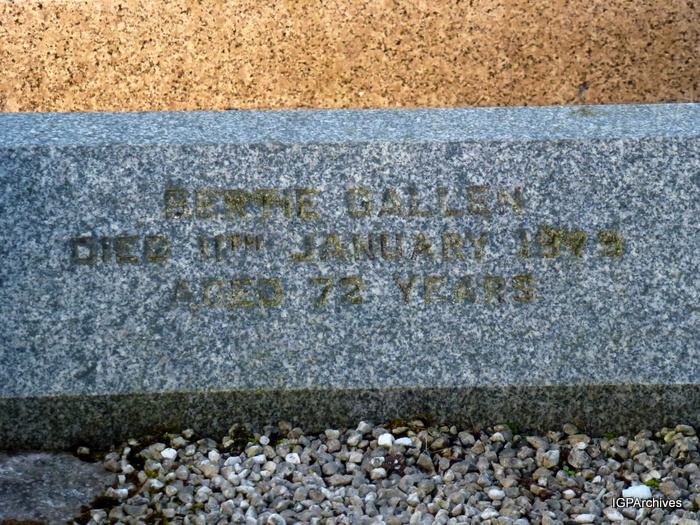 BERTIE GALLEN
DIED 11TH JANUARY 1979
AGED 72 YEARS
IGPArchives